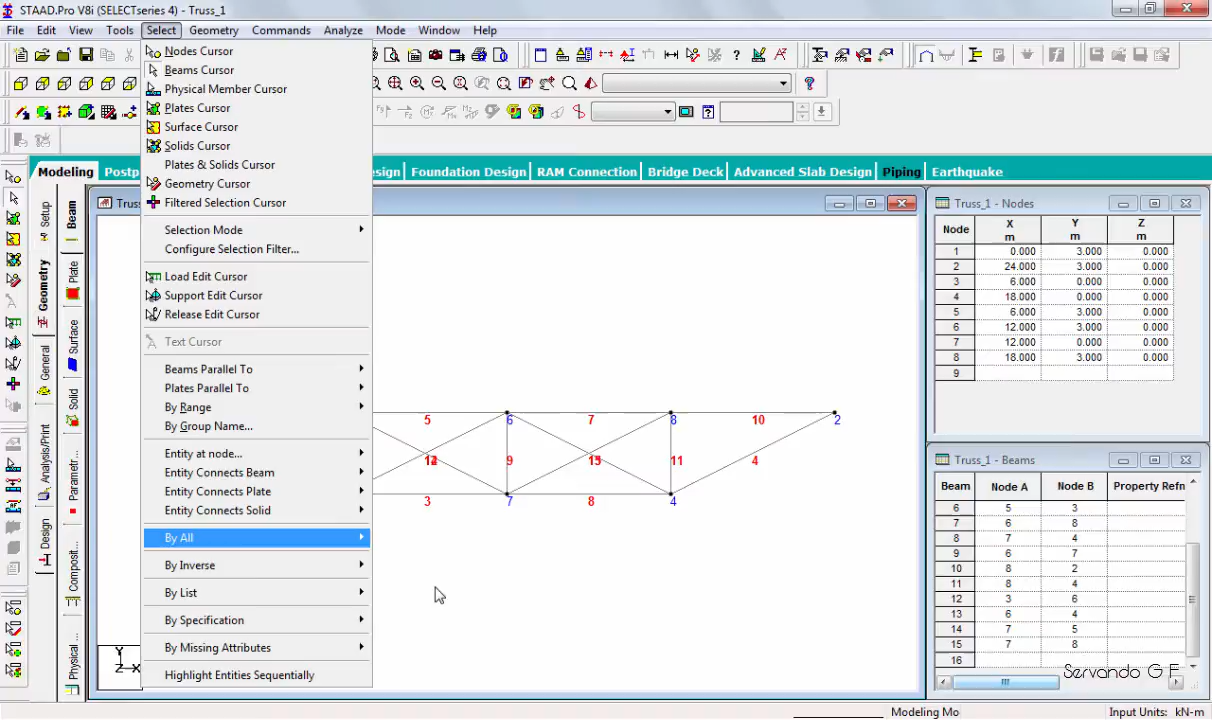 STAAD.Pro V8i (SELECTseries 4) - Truss_1
File Edit View Tools Select Geometry Commands Analyze Mode Window Help
Nodes Cursor
Beams Cursor
Physical Member Cursor
Plates Cursor
Surface Cursor
Solids Cursor
Plates & Solids Cursor
Geometry Cursor
Filtered Selection Cursor
Selection Mode
Configure Selection Filter...
Load Edit Cursor
Support Edit Cursor
Release Edit Cursor
Text Cursor
Beams Parallel To
Plates Parallel To
By Range
By Group Name...
Entity at node...
Entity Connects Beam
Entity Connects Plate
Entity Connects Solid
By All
By Inverse
By List
By Specification
By Missing Attributes
Highlight Entities Sequentially
Modeling Postp esign Foundation Design RAM Connection Bridge Deck Advanced Slab Design Piping Earthquake
Setup
Geometry
General
Analysis/Print
Design
Beam
Plate
Surface
Solid
Parametr...
Composit...
Physical ...
Trus
5 6 7 8 10 2
9 11 4
3 7 8 4
Y
Z X
Truss_1 - Nodes
Node X m Y m Z m
1 0.000 3.000 0.000
2 24.000 3.000 0.000
3 6.000 0.000 0.000
4 18.000 0.000 0.000
5 6.000 3.000 0.000
6 12.000 3.000 0.000
7 12.000 0.000 0.000
8 18.000 3.000 0.000
9
Truss_1 - Beams
Beam Node A Node B Property Refn
6 5 3
7 6 8
8 7 4
9 6 7
10 8 2
11 8 4
12 3 6
13 6 4
14 7 5
15 7 8
16
Servando G F
Modeling Mo Input Units: kN-m